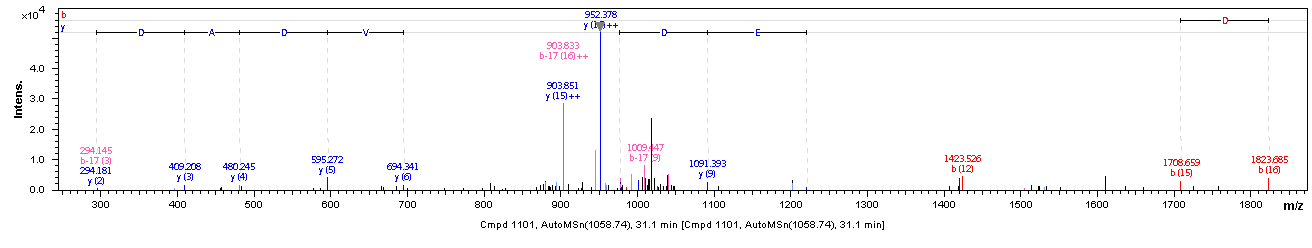 ×10⁴
b
y
952.378
y (1 )++
D
D A D V
D E
903.833
b-17 (16)++
903.851
y (15)++
294.145
b-17 (3)
294.181
y (2)
409.208
y (3)
480.245
y (4)
595.272
y (5)
694.341
y (6)
1009.447
b-17 (9)
1091.393
y (9)
1423.526
b (12)
1708.659
b (15)
1823.685
b (16)
Intens.
4.0
3.0
2.0
1.0
0.0
300 400 500 600 700 800 900 1000 1100 1200 1300 1400 1500 1600 1700 1800 m/z
Cmpd 1101, AutoMSn(1058.74), 31.1 min [Cmpd 1101, AutoMSn(1058.74), 31.1 min]